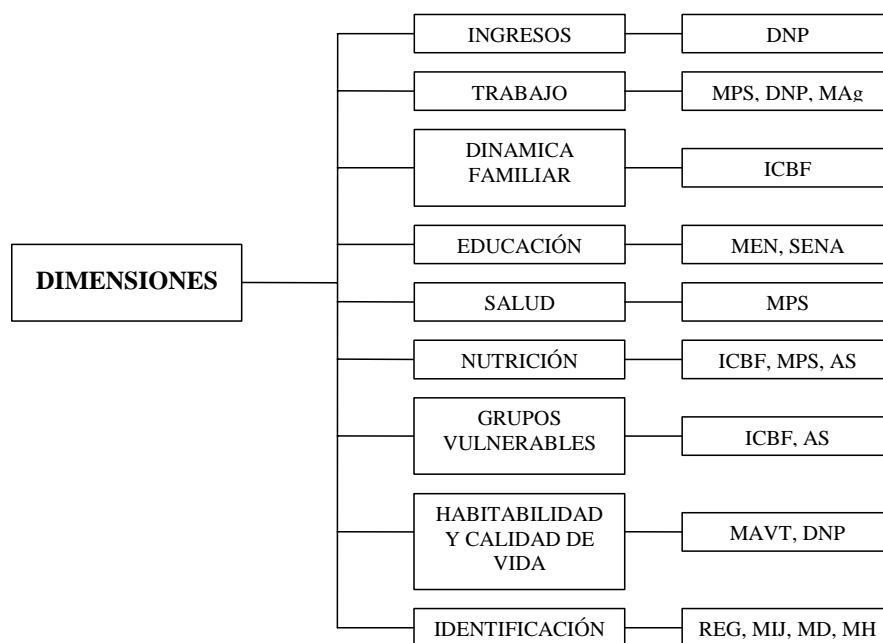 INGRESOS
DNP
TRABAJO
MPS, DNP, MAg
DINAMICA
FAMILIAR
ICBF
EDUCACIÓN
MEN, SENA
DIMENSIONES
SALUD
MPS
NUTRICIÓN
ICBF, MPS, AS
GRUPOS
VULNERABLES
ICBF, AS
HABITABILIDAD
Y CALIDAD DE
VIDA
MAVT, DNP
IDENTIFICACIÓN
REG, MIJ, MD, MH